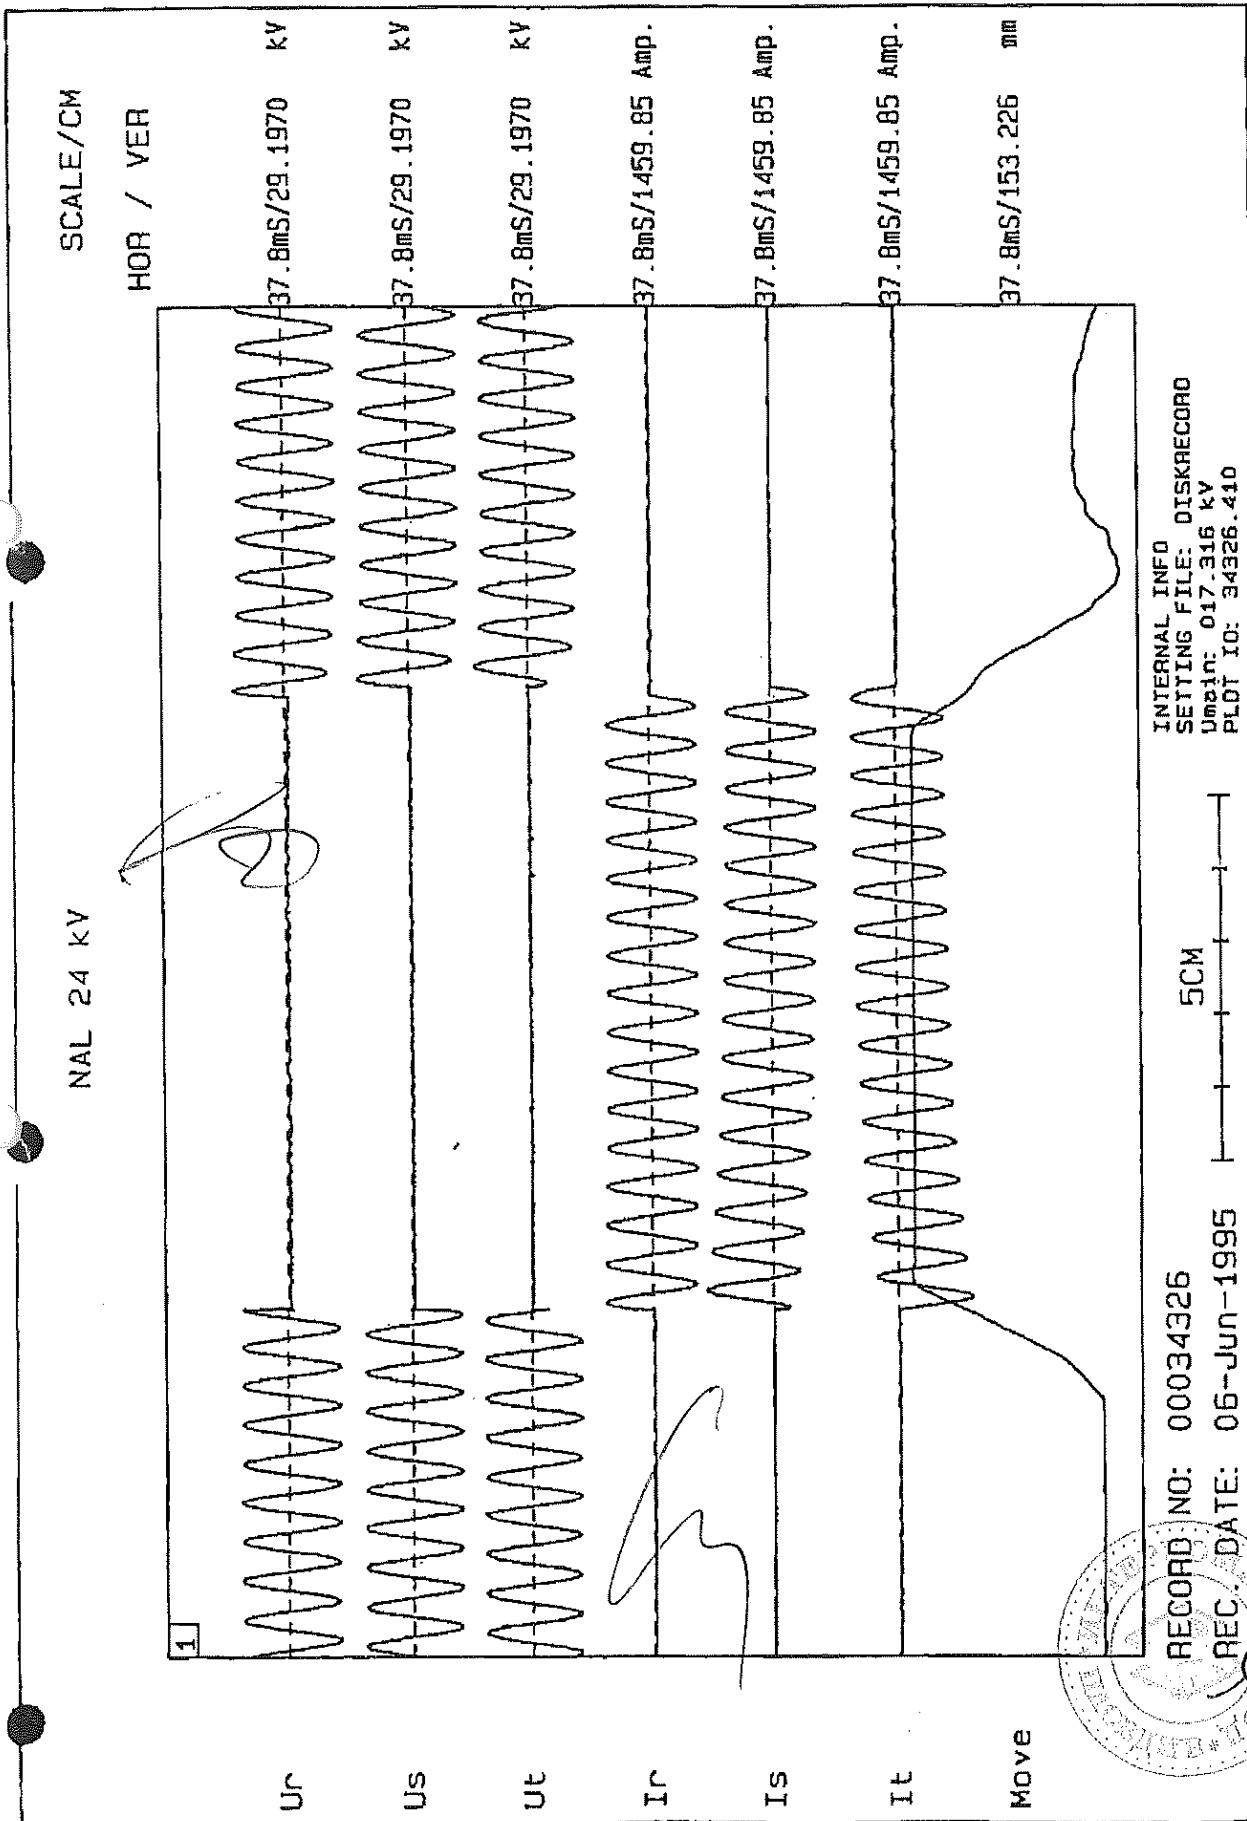 NAL 24 kV
SCALE/CM
HOR / VER
1
Ur 37.8mS/29.1970 kV
Us 37.8mS/29.1970 kV
Ut 37.8mS/29.1970 kV
Ir 37.8mS/1459.85 Amp.
Is 37.8mS/1459.85 Amp.
It 37.8mS/1459.85 Amp.
Move 37.8mS/153.226 mm
RECORD NO: 00034326
REC. DATE: 06-Jun-1995
5CM
INTERNAL INFO
SETTING FILE: DISKRECORD
Umain: 017.316 kV
PLOT ID: 34326.410